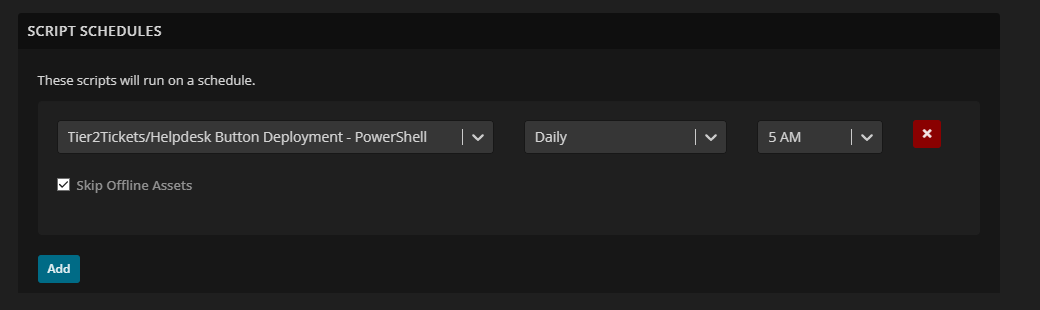 SCRIPT SCHEDULES
These scripts will run on a schedule.
Tier2Tickets/Helpdesk Button Deployment - PowerShell
Daily
5 AM
Skip Offline Assets
Add